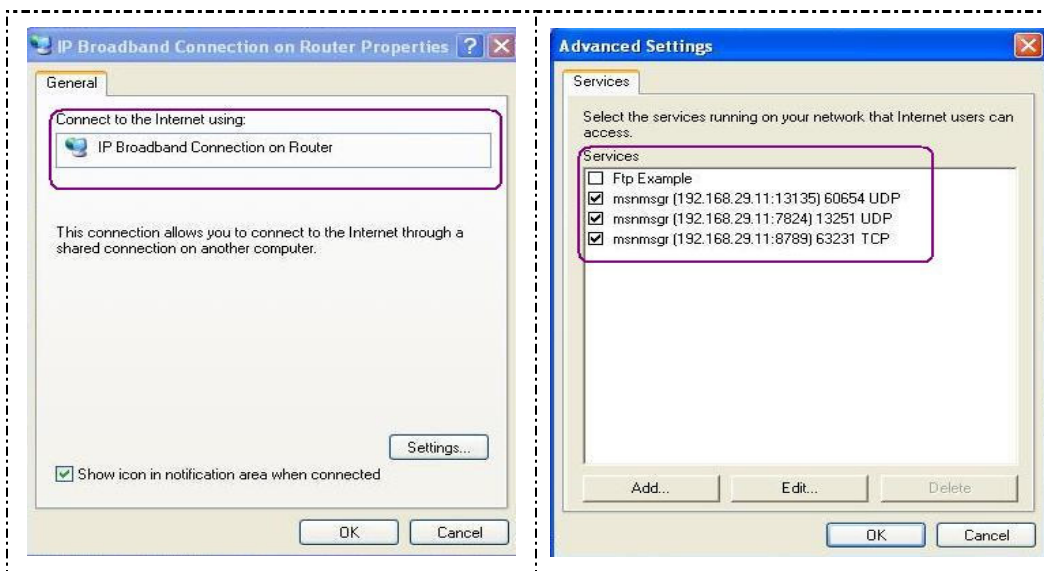 IP Broadband Connection on Router Properties
General
Connect to the Internet using:
IP Broadband Connection on Router
This connection allows you to connect to the Internet through a
shared connection on another computer.
Settings...
Show icon in notification area when connected
OK Cancel
Advanced Settings
Services
Select the services running on your network that Internet users can
access.
Services
Ftp Example
msnmsgr (192.168.29.11:13135) 60654 UDP
msnmsgr (192.168.29.11:7824) 13251 UDP
msnmsgr (192.168.29.11:8789) 63231 TCP
Add... Edit... Delete
OK Cancel